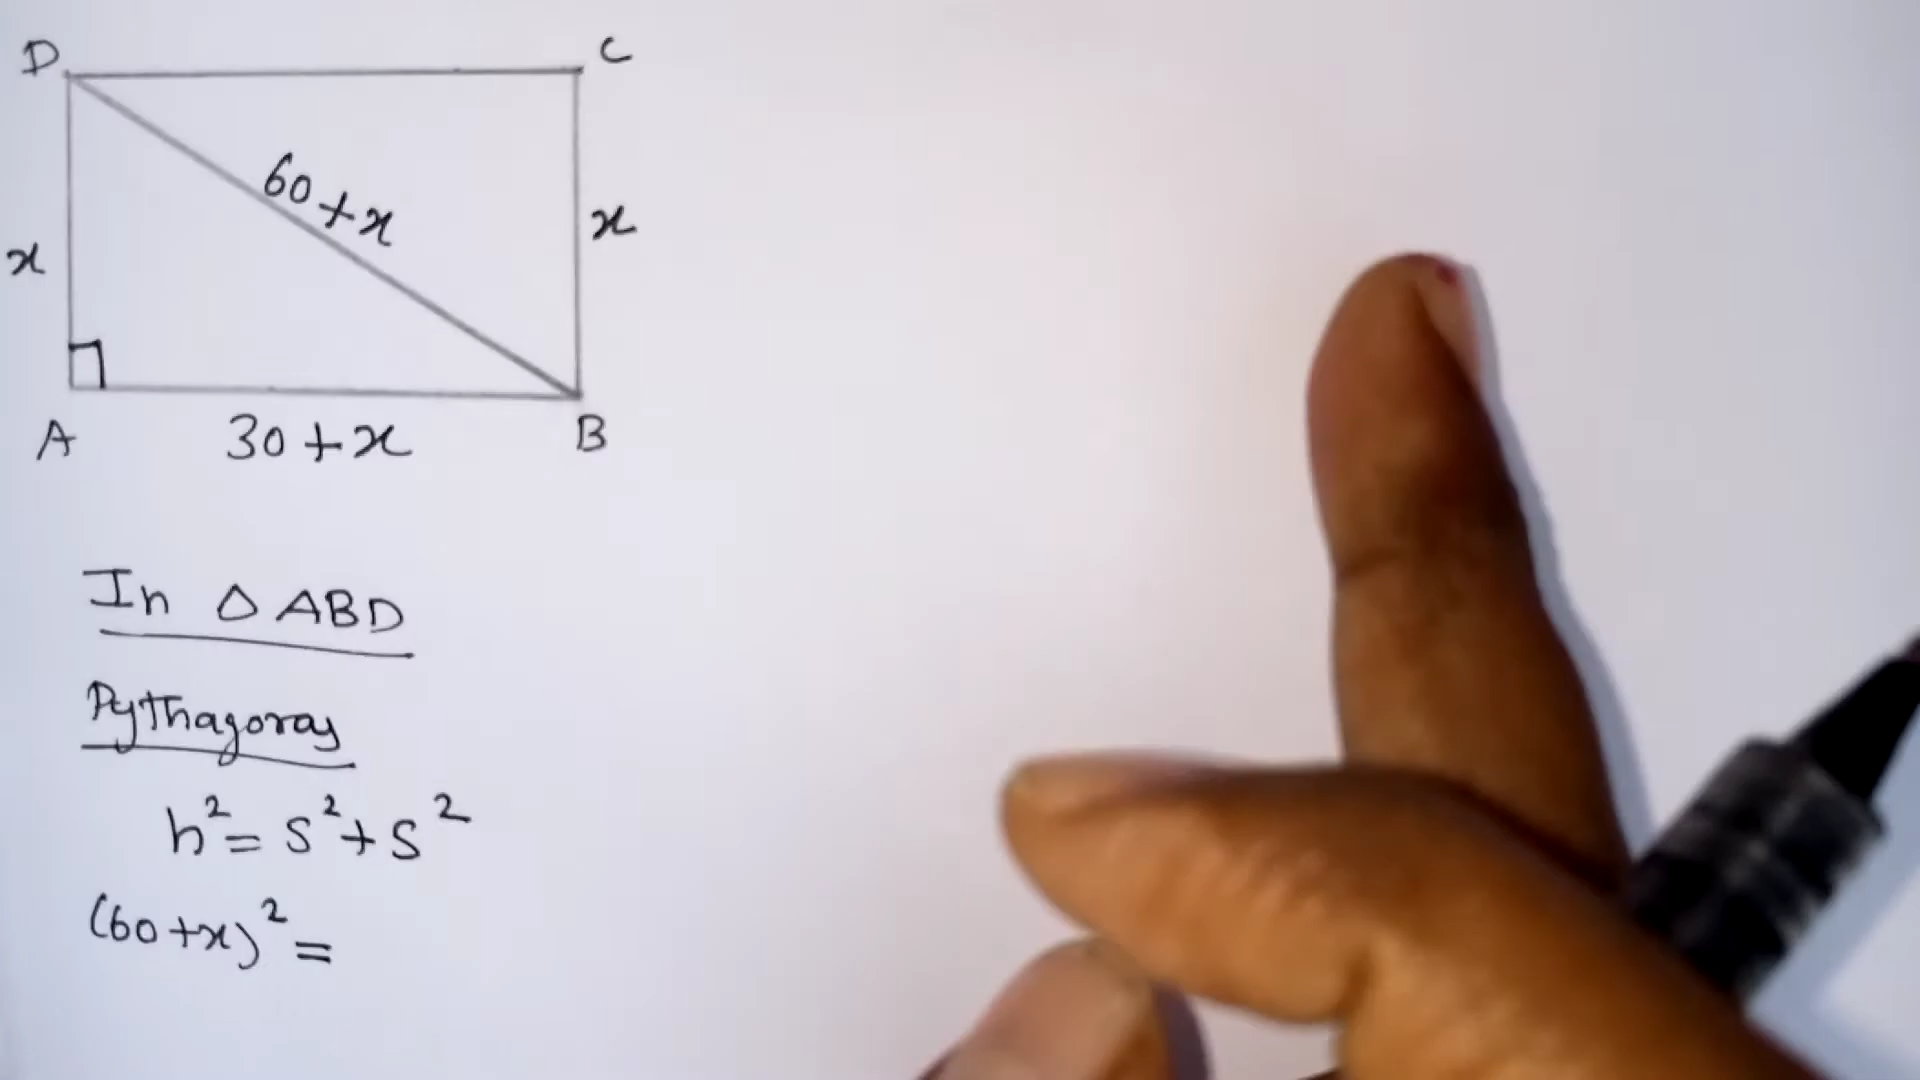 D
C
60+x
x
x
A
30+x
B
In △ ABD
Pythagoras
h²= s²+s²
(60+x)²=